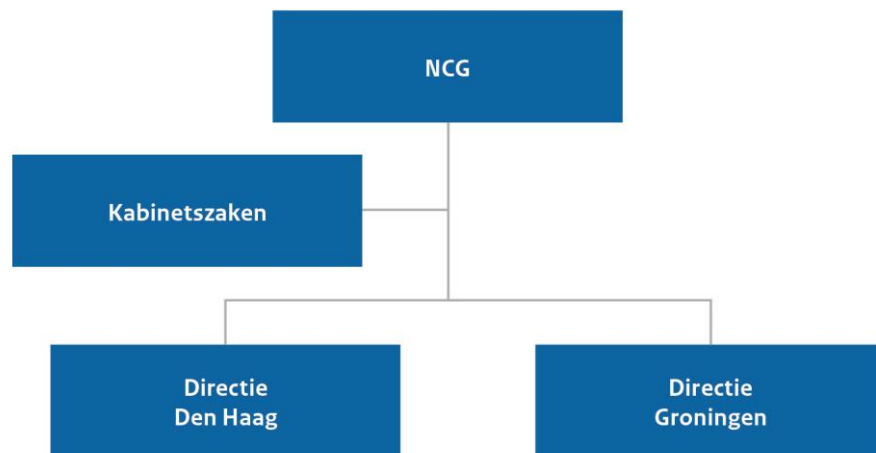 NCG
Kabinetszaken
Directie
Den Haag
Directie
Groningen